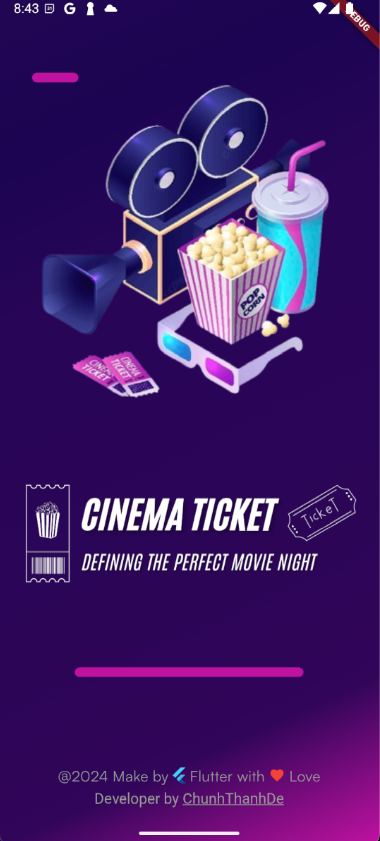 8:43
DEBUG
POP
CORN
CINEMA
TICKET
CINEMA
TICKET
CINEMA TICKET
Ticket
DEFINING THE PERFECT MOVIE NIGHT
@2024 Make by Flutter with ❤️ Love
Developer by ChunhThanhDe